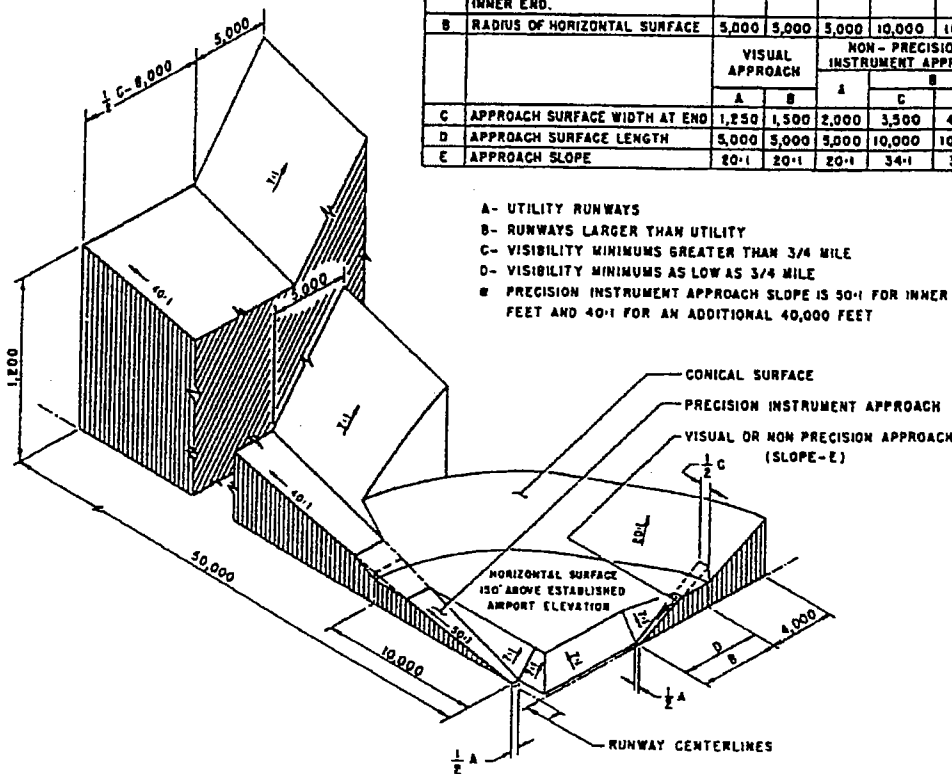 INNER END.
B RADIUS OF HORIZONTAL SURFACE 5,000 5,000 5,000 10,000
VISUAL APPROACH NON - PRECISIO
INSTRUMENT APPR
A B A B
C
C APPROACH SURFACE WIDTH AT END 1,250 1,500 2,000 3,500 4
D APPROACH SURFACE LENGTH 5,000 5,000 5,000 10,000 10
E APPROACH SLOPE 20:1 20:1 20:1 34:1 3
A- UTILITY RUNWAYS
B- RUNWAYS LARGER THAN UTILITY
C- VISIBILITY MINIMUMS GREATER THAN 3/4 MILE
D- VISIBILITY MINIMUMS AS LOW AS 3/4 MILE
PRECISION INSTRUMENT APPROACH SLOPE IS 50:1 FOR INNER
FEET AND 40:1 FOR AN ADDITIONAL 40,000 FEET
5,000
1/2 C-8,000
7:1
40:1
5,000
1,200
7:1
40:1
CONICAL SURFACE
PRECISION INSTRUMENT APPROACH
VISUAL OR NON PRECISION APPROACH
(SLOPE-E)
1/2 C
20:1
50,000
HORIZONTAL SURFACE
150' ABOVE ESTABLISHED
AIRPORT ELEVATION
50:1
10,000
7:1
7:1
7:1
7:1
7:1
4,000
D
B
1/2 A
1/2 A
RUNWAY CENTERLINES